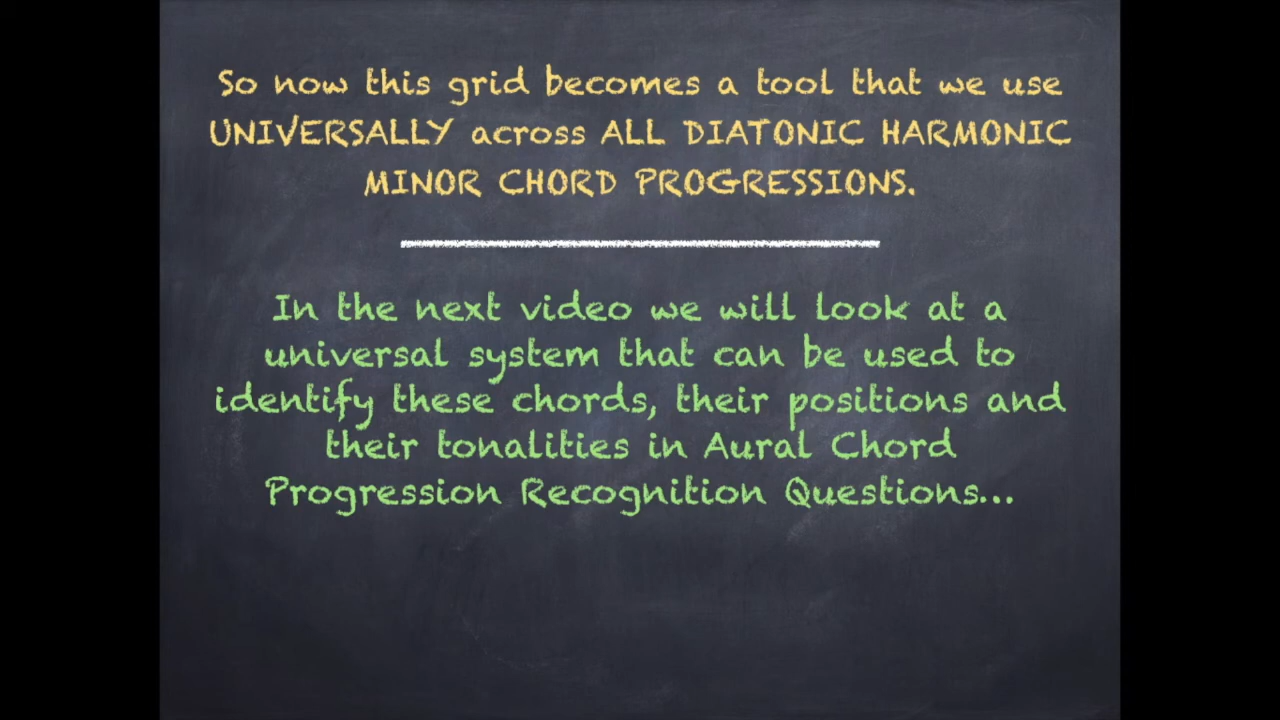 So now this grid becomes a tool that we use
UNIVERSALLY across ALL DIATONIC HARMONIC
MINOR CHORD PROGRESSIONS.
In the next video we will look at a
universal system that can be used to
identify these chords, their positions and
their tonalities in Aural Chord
Progression Recognition Questions...